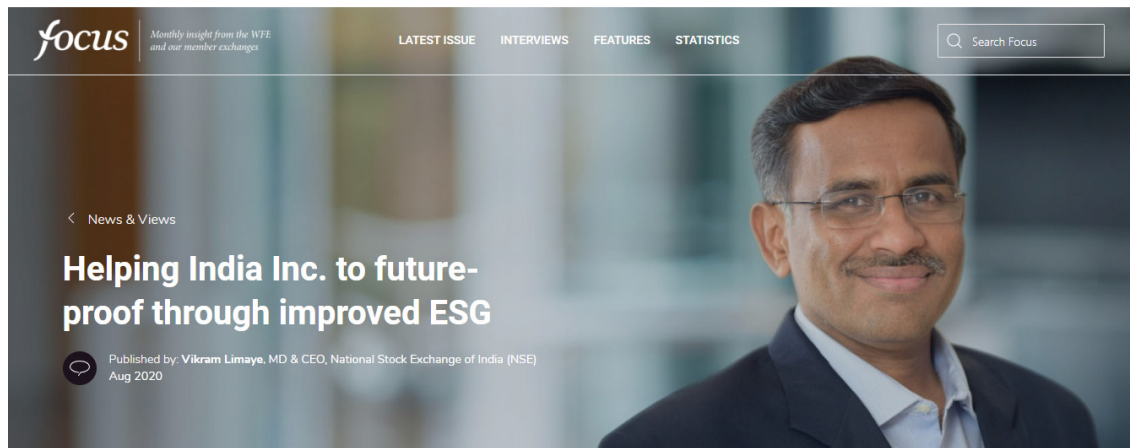 focus
Monthly insight from the WFE
and our member exchanges
LATEST ISSUE INTERVIEWS FEATURES STATISTICS
Search Focus
< News & Views
Helping India Inc. to future-
proof through improved ESG
Published by: Vikram Limaye, MD & CEO, National Stock Exchange of India (NSE)
Aug 2020